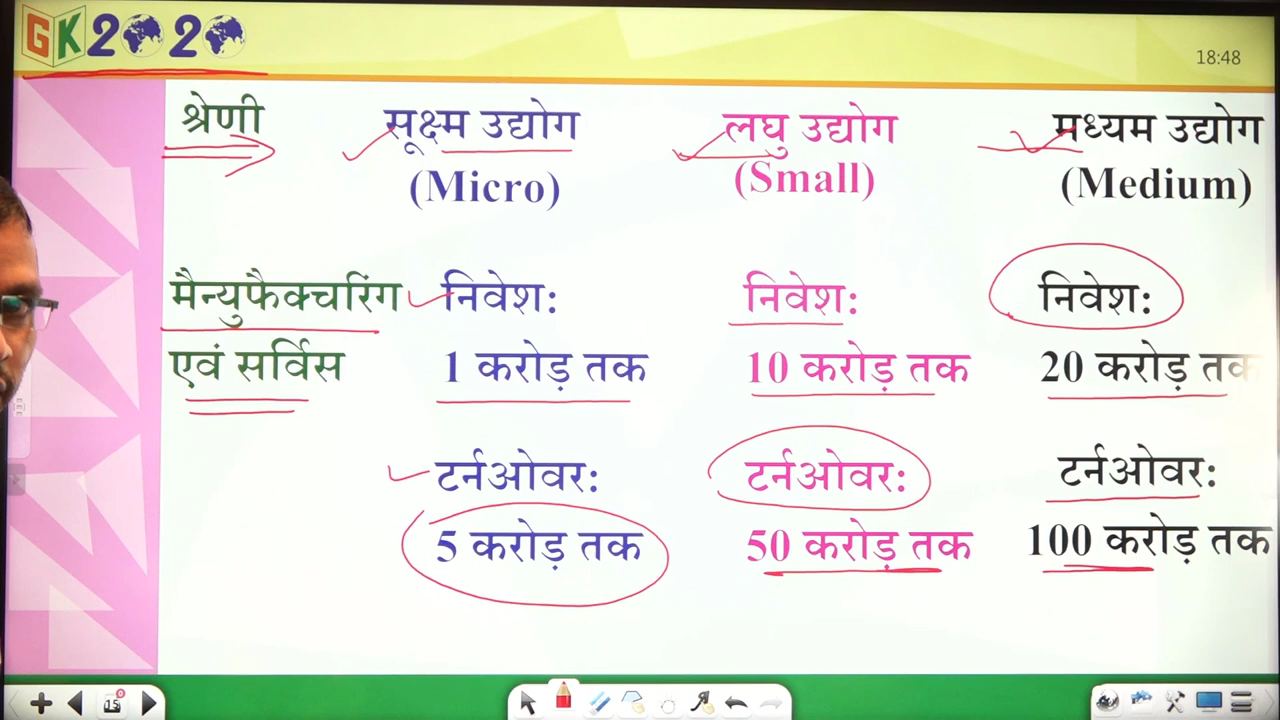 GK2020
18:48
श्रेणी सूक्ष्म उद्योग लघु उद्योग मध्यम उद्योग
(Micro) (Small) (Medium)
मैन्युफैक्चरिंग निवेशः निवेशः निवेशः
एवं सर्विस 1 करोड़ तक 10 करोड़ तक 20 करोड़ तक
टर्नओवरः टर्नओवरः टर्नओवरः
5 करोड़ तक 50 करोड़ तक 100 करोड़ तक
15
0